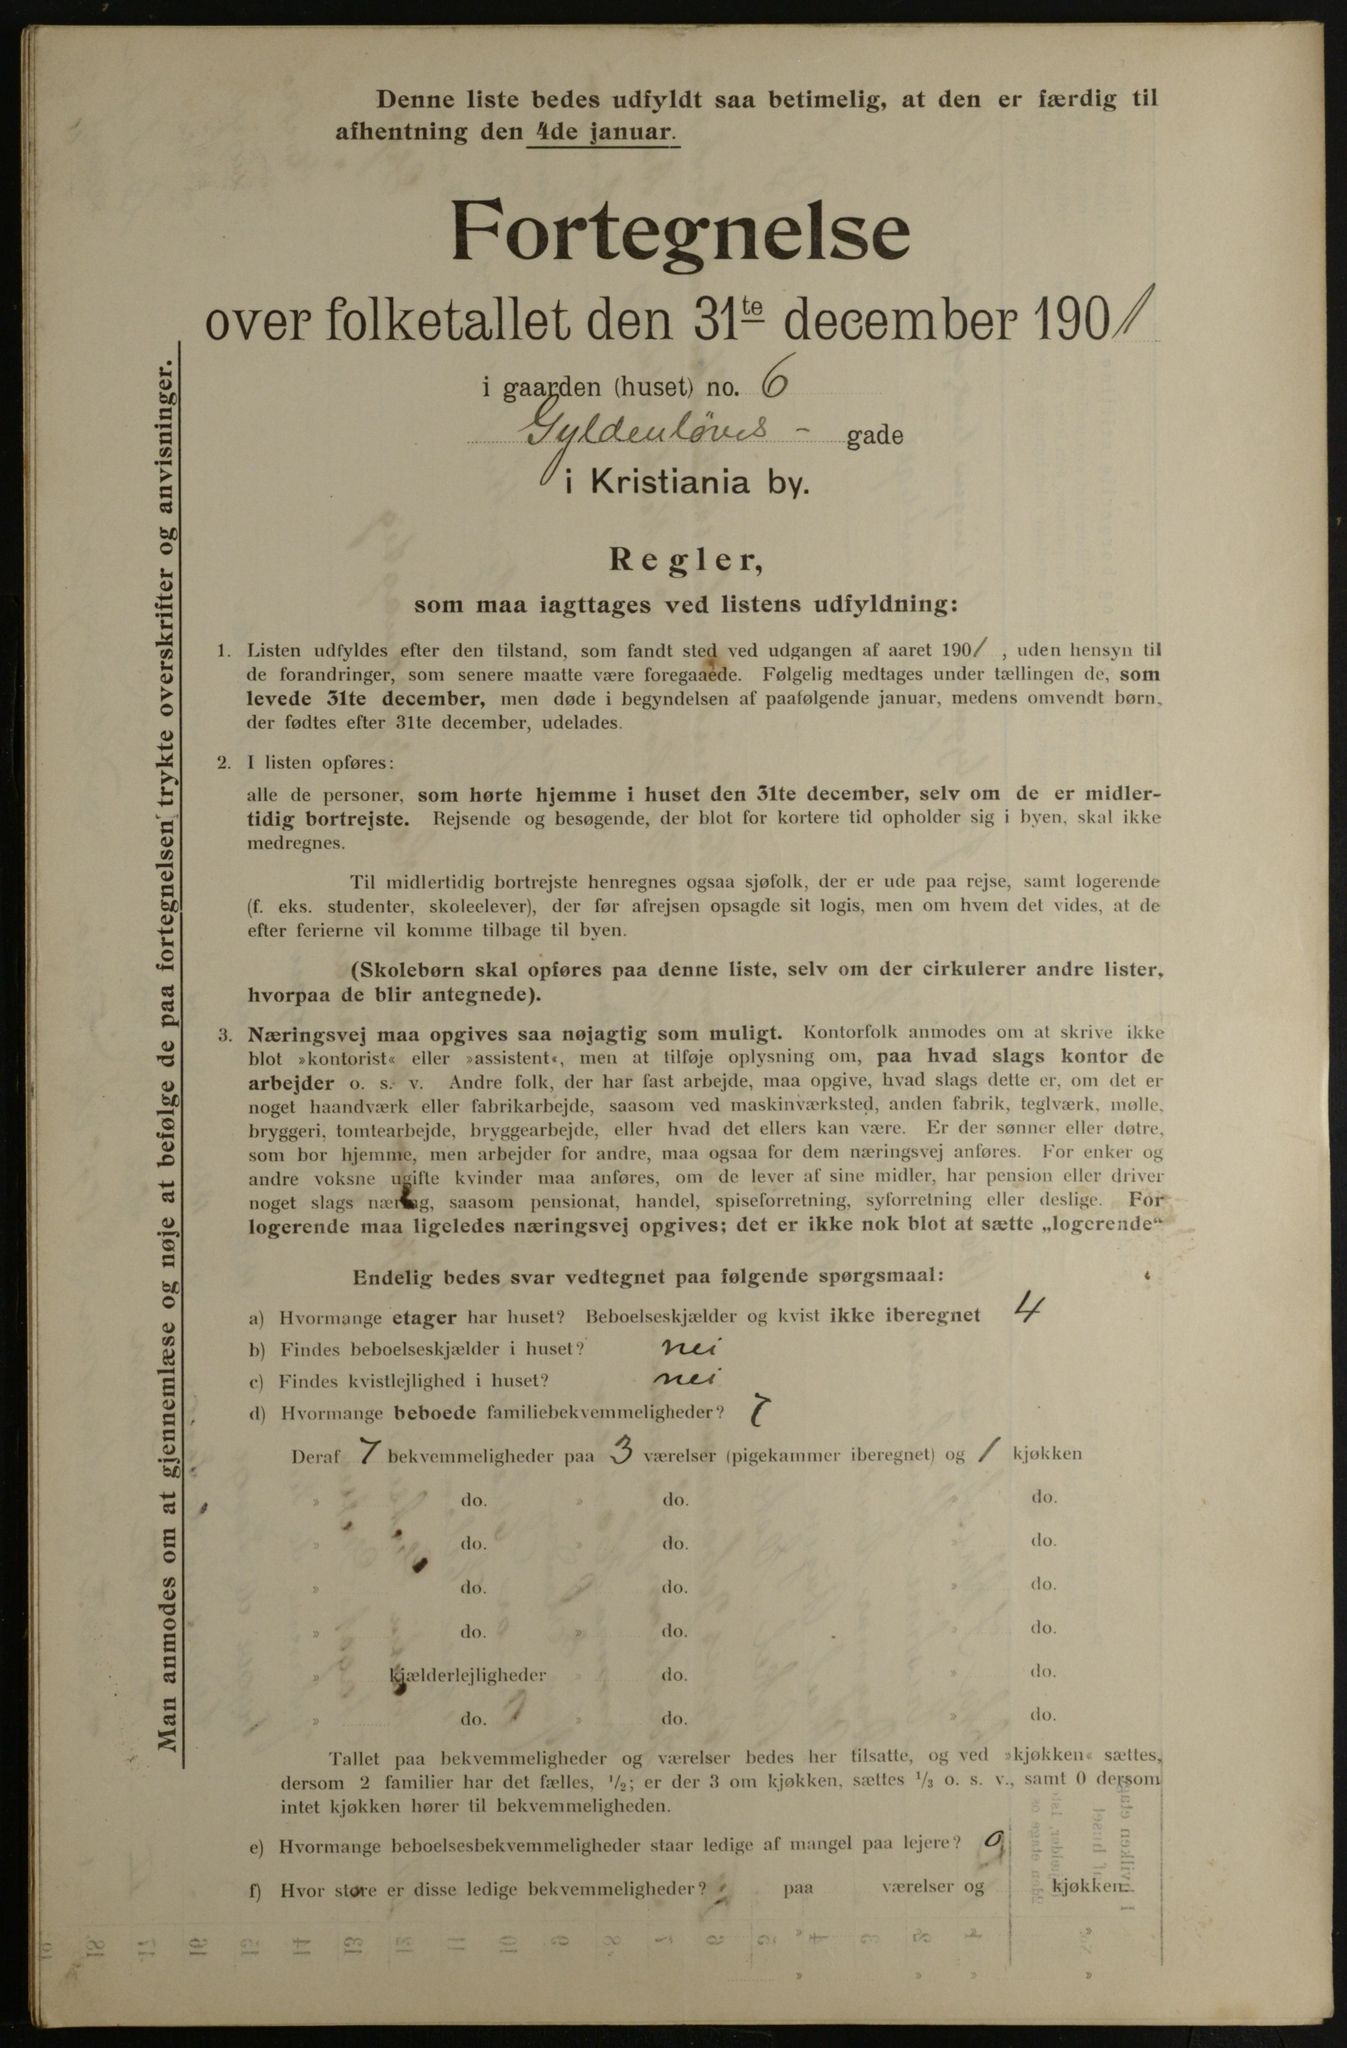 Denne liste bedes udfyldt saa betimelig, at den er færdig til
afhentning den 4de januar.
Fortegnelse
over folketallet den 31te december 1901
i gaarden (huset) no. 6
Gyldenløves - gade
i Kristiania by.
Regler,
som maa iagttages ved listens udfyldning:
1. Listen udfyldes efter den tilstand, som fandt sted ved udgangen af aaret 1901, uden hensyn til
de forandringer, som senere maatte være foregaaede. Følgelig medtages under tællingen de, som
levede 31te december, men døde i begyndelsen af paafølgende januar, medens omvendt børn,
der fødtes efter 31te december, udelades.
2. I listen opføres:
alle de personer, som hørte hjemme i huset den 31te december, selv om de er midler-
tidig bortrejste. Rejsende og besøgende, der blot for kortere tid opholder sig i byen, skal ikke
medregnes.
Til midlertidig bortrejste henregnes ogsaa sjøfolk, der er ude paa rejse, samt logerende
(f. eks. studenter, skoleelever), der før afrejsen opsagde sit logis, men om hvem det vides, at de
efter ferierne vil komme tilbage til byen.
(Skolebørn skal opføres paa denne liste, selv om der cirkulerer andre lister,
hvorpaa de blir antegnede).
3. Næringsvej maa opgives saa nøjagtig som muligt. Kontorfolk anmodes om at skrive ikke
blot »kontorist« eller »assistent«, men at tilføje oplysning om, paa hvad slags kontor de
arbejder o. s. v. Andre folk, der har fast arbejde, maa opgive, hvad slags dette er, om det er
noget haandværk eller fabrikarbejde, saasom ved maskinværksted, anden fabrik, teglværk, mølle,
bryggeri, tomtearbejde, bryggearbejde, eller hvad det ellers kan være. Er der sønner eller døtre,
som bor hjemme, men arbejder for andre, maa ogsaa for dem næringsvej anføres. For enker og
andre voksne ugifte kvinder maa anføres, om de lever af sine midler, har pension eller driver
noget slags næring, saasom pensionat, handel, spiseforretning, syforretning eller deslige. For
logerende maa ligeledes næringsvej opgives; det er ikke nok blot at sætte „logerende“
Endelig bedes svar vedtegnet paa følgende spørgsmaal:
a) Hvormange etager har huset? Beboelseskjælder og kvist ikke iberegnet 4
b) Findes beboelseskjælder i huset? nei
c) Findes kvistlejlighed i huset? nei
d) Hvormange beboede familiebekvemmeligheder? 7
Deraf 7 bekvemmeligheder paa 3 værelser (pigekammer iberegnet) og 1 kjøkken
» do. » do. » do.
» do. » do. » do.
» do. » do. » do.
» do. » do. » do.
» kjælderlejligheder » do. » do.
» do. » do. » do.
Tallet paa bekvemmeligheder og værelser bedes her tilsatte, og ved »kjøkken« sættes,
dersom 2 familier har det fælles, 1/2; er der 3 om kjøkken, sættes 1/3 o. s. v., samt 0 dersom
intet kjøkken hører til bekvemmeligheden.
e) Hvormange beboelsesbekvemmeligheder staar ledige af mangel paa lejere? 0
f) Hvor store er disse ledige bekvemmeligheder? paa værelser og kjøkken.
Man anmodes om at gjennemlæse og nøje at befølge de paa fortegnelsen trykte overskrifter og anvisninger.